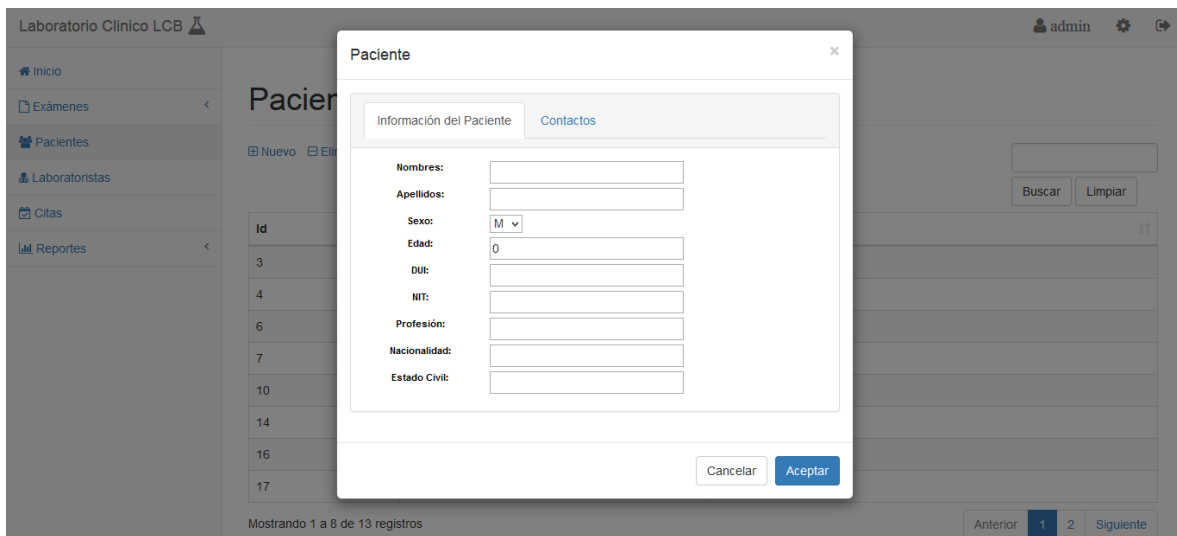 Laboratorio Clinico LCB
admin
Inicio
Exámenes
Pacientes
Laboratoristas
Citas
Reportes
Pacien
Nuevo
Buscar Limpiar
Id
3
4
6
7
10
14
16
17
Mostrando 1 a 8 de 13 registros
Anterior 1 2 Siguiente
Paciente ×
Información del Paciente Contactos
Nombres:
Apellidos:
Sexo: M
Edad: 0
DUI:
NIT:
Profesión:
Nacionalidad:
Estado Civil:
Cancelar Aceptar